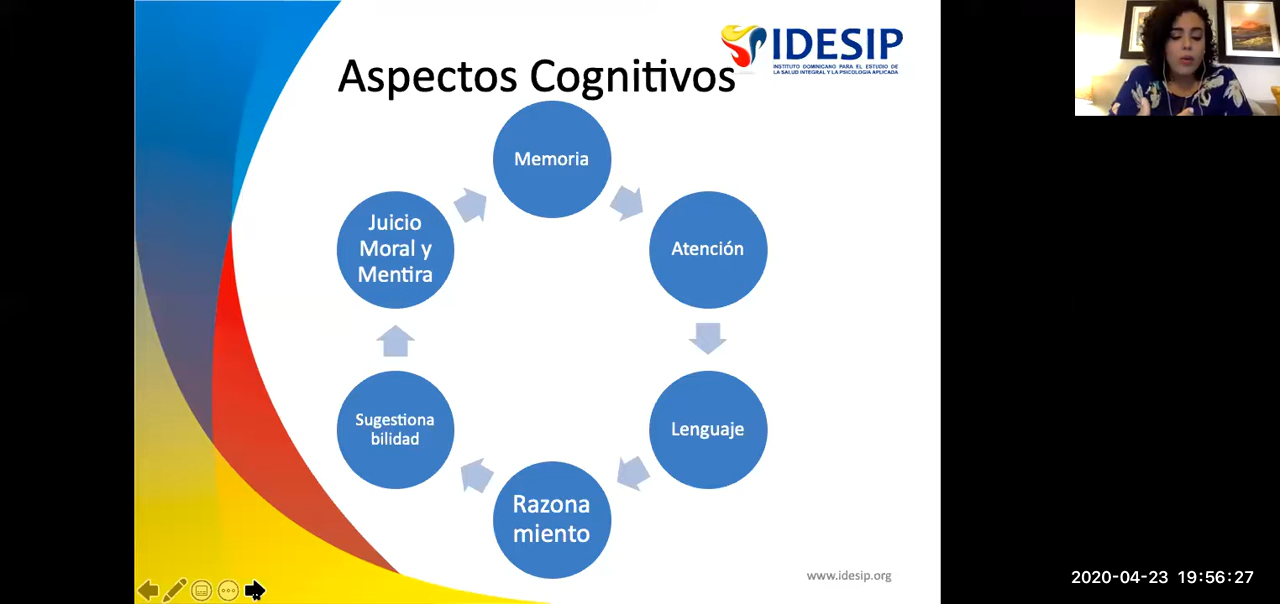 IDESIP
INSTITUTO DOMINICANO PARA EL ESTUDIO DE
LA SALUD INTEGRAL Y LA PSICOLOGIA APLICADA
Aspectos Cognitivos
Memoria
Atención
Lenguaje
Razona
miento
Sugestiona
bilidad
Juicio
Moral y
Mentira
www.idesip.org
2020-04-23 19:56:27